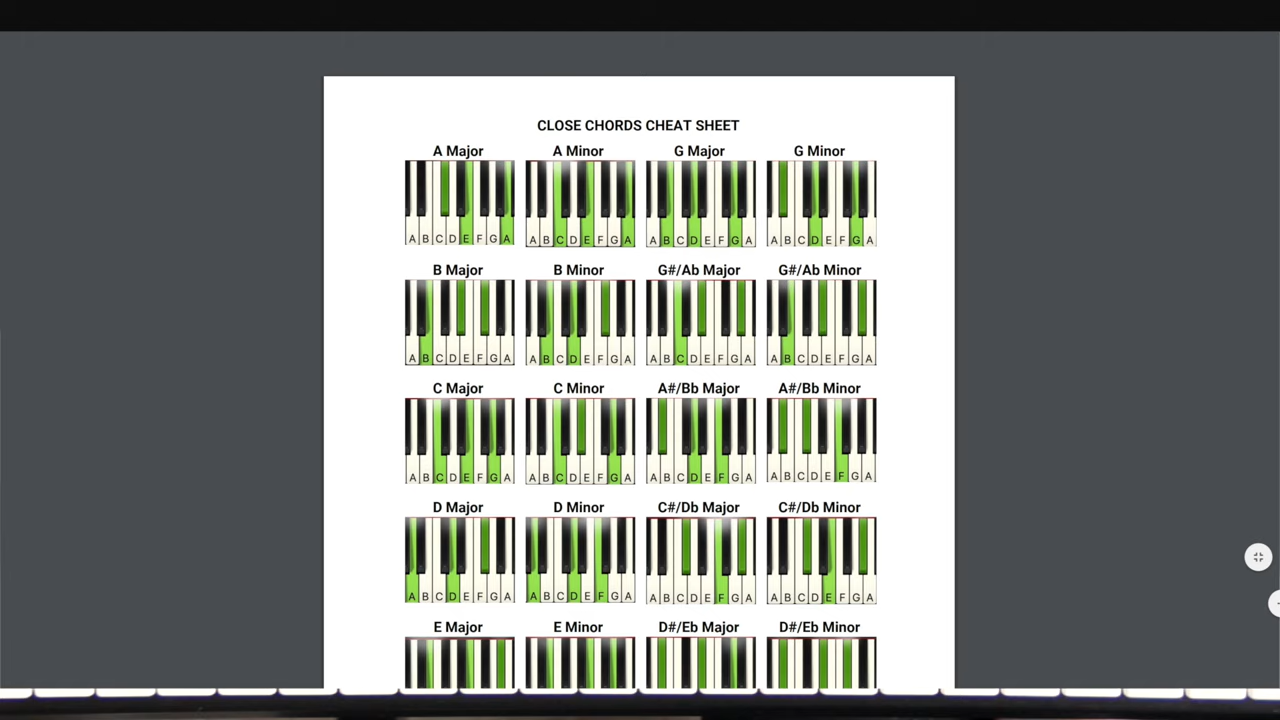 CLOSE CHORDS CHEAT SHEET
A Major A Minor G Major G Minor
A B C D E F G A A B C D E F G A A B C D E F G A A B C D E F G A
B Major B Minor G#/Ab Major G#/Ab Minor
A B C D E F G A A B C D E F G A A B C D E F G A A B C D E F G A
C Major C Minor A#/Bb Major A#/Bb Minor
A B C D E F G A A B C D E F G A A B C D E F G A A B C D E F G A
D Major D Minor C#/Db Major C#/Db Minor
A B C D E F G A A B C D E F G A A B C D E F G A A B C D E F G A
E Major E Minor D#/Eb Major D#/Eb Minor